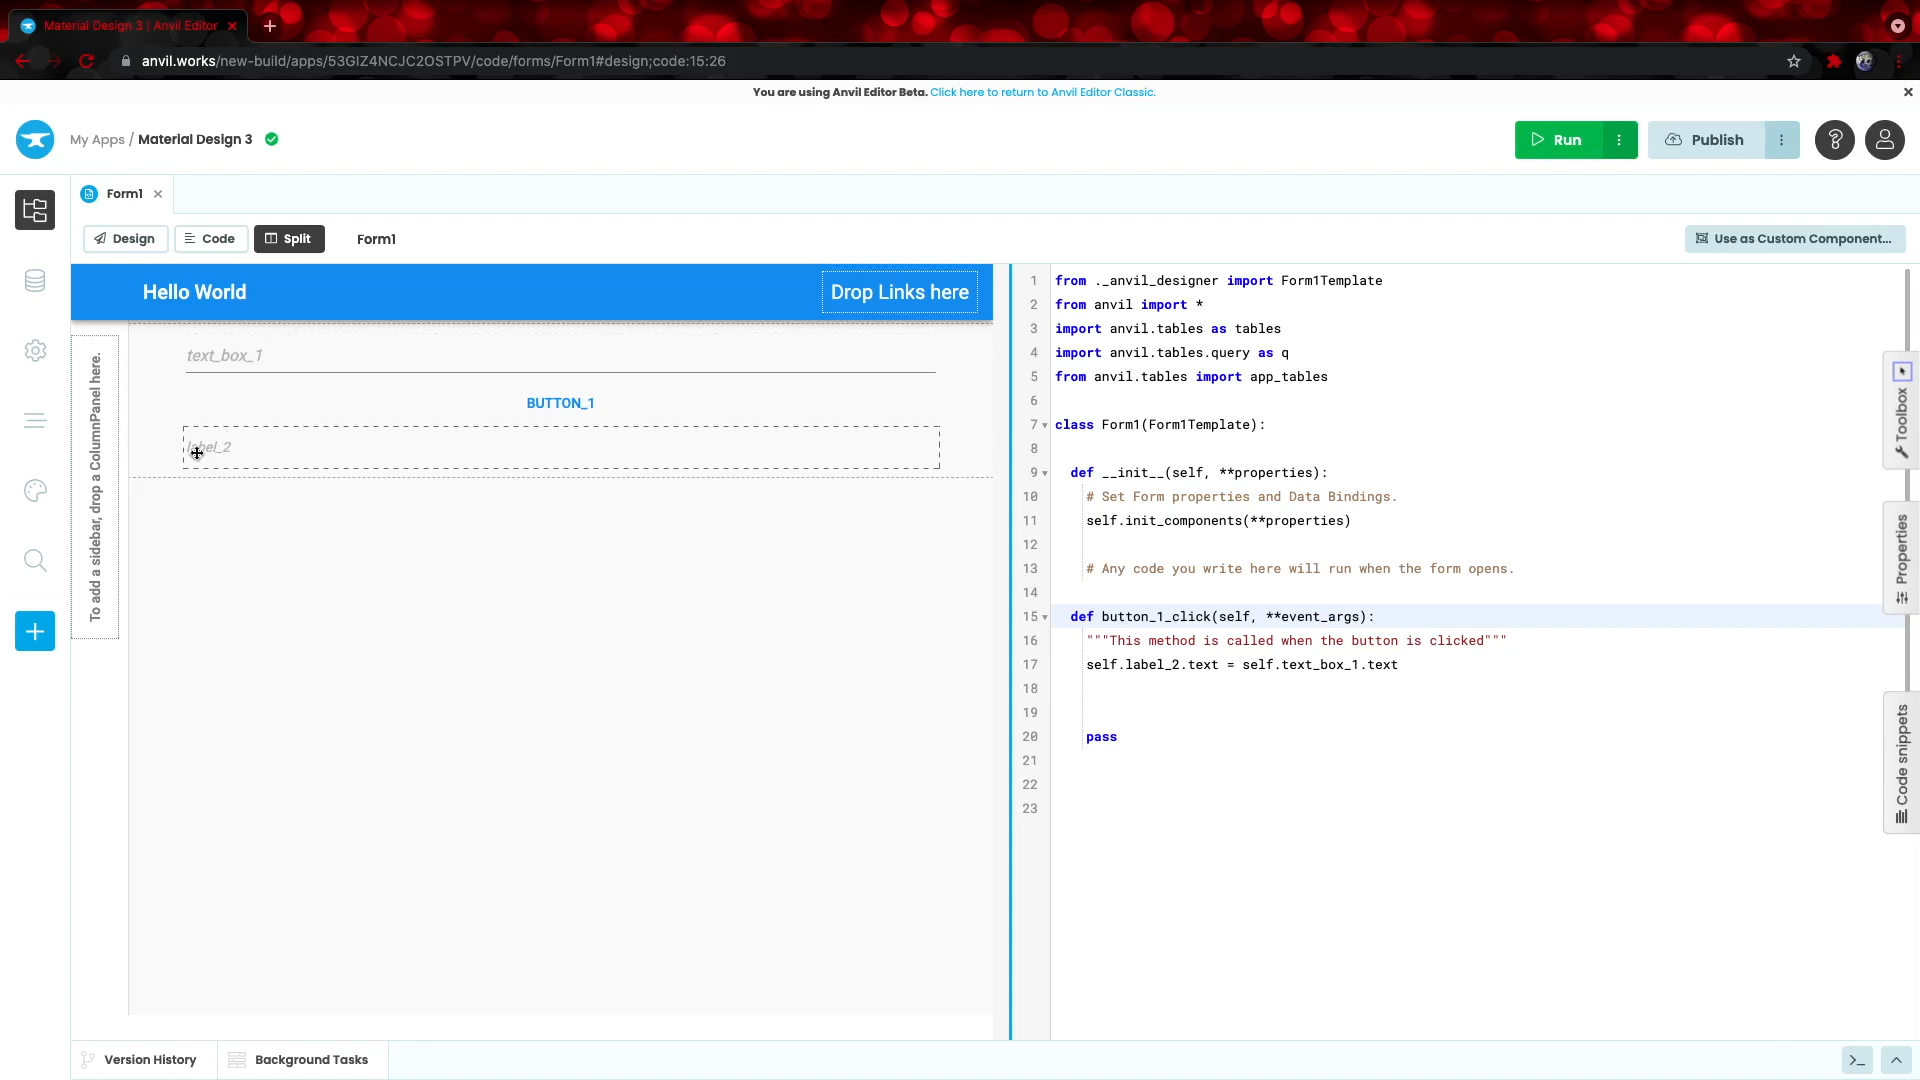 Material Design 3 | Anvil Editor
anvil.works/new-build/apps/53GIZ4NCJC2OSTPV/code/forms/Form1#design;code:15:26
You are using Anvil Editor Beta. Click here to return to Anvil Editor Classic.
My Apps / Material Design 3
Run
Publish
Form1
Design
Code
Split
Form1
Use as Custom Component...
Hello World
Drop Links here
To add a sidebar, drop a ColumnPanel here.
text_box_1
BUTTON_1
label_2
1 from ._anvil_designer import Form1Template
2 from anvil import *
3 import anvil.tables as tables
4 import anvil.tables.query as q
5 from anvil.tables import app_tables
6
7 class Form1(Form1Template):
8
9 def __init__(self, **properties):
10 # Set Form properties and Data Bindings.
11 self.init_components(**properties)
12
13 # Any code you write here will run when the form opens.
14
15 def button_1_click(self, **event_args):
16 """This method is called when the button is clicked"""
17 self.label_2.text = self.text_box_1.text
18
19
20 pass
21
22
23
Toolbox
Properties
Code snippets
Version History
Background Tasks